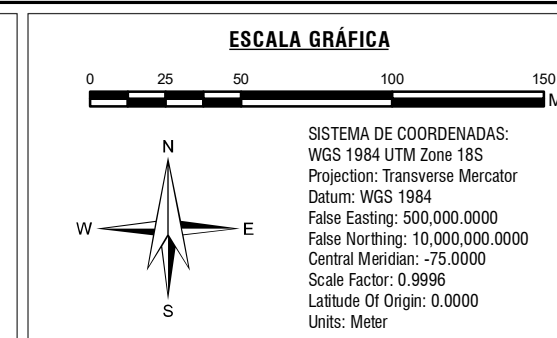 ESCALA GRÁFICA
0 25 50 100 150
M
N
W E
S
SISTEMA DE COORDENADAS:
WGS 1984 UTM Zone 18S
Projection: Transverse Mercator
Datum: WGS 1984
False Easting: 500,000.0000
False Northing: 10,000,000.0000
Central Meridian: -75.0000
Scale Factor: 0.9996
Latitude Of Origin: 0.0000
Units: Meter